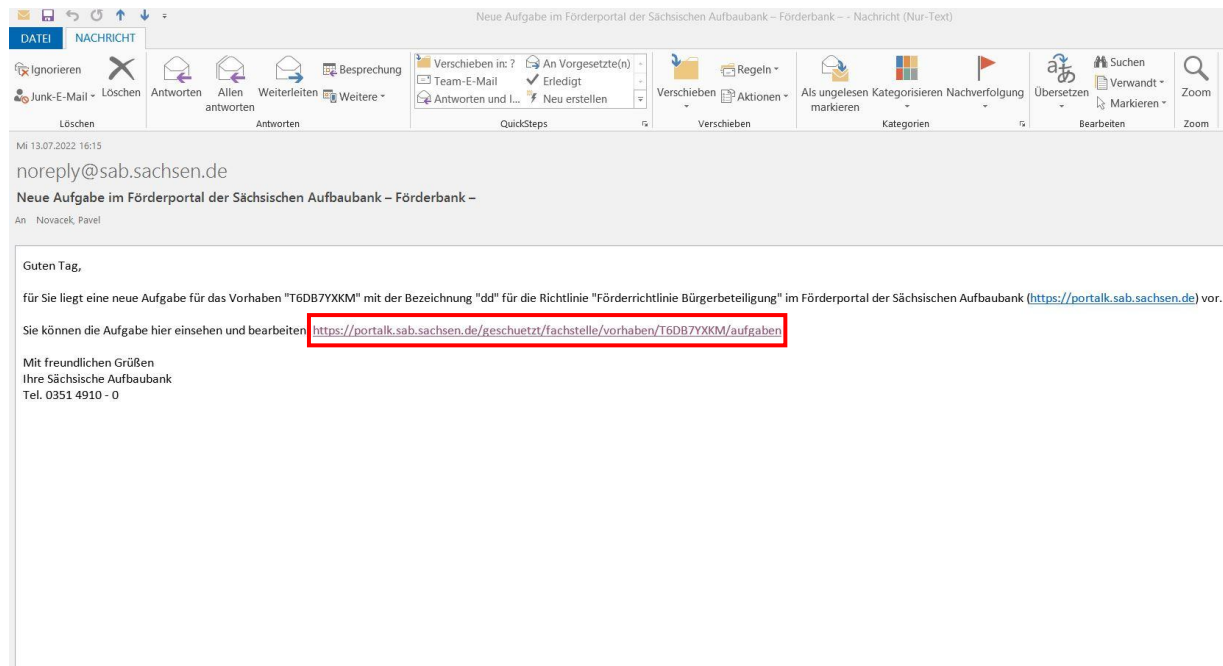 Neue Aufgabe im Förderportal der Sächsischen Aufbaubank – Förderbank – - Nachricht (Nur-Text)
DATEI NACHRICHT
Ignorieren
Junk-E-Mail
Löschen
Antworten
Allen antworten
Weiterleiten
Besprechung
Weitere
Verschieben in: ?
Team-E-Mail
Antworten und l...
An Vorgesetzte(n)
Erledigt
Neu erstellen
Verschieben
Regeln
Aktionen
Als ungelesen markieren
Kategorisieren
Nachverfolgung
Übersetzen
Suchen
Verwandt
Markieren
Zoom
Löschen Antworten QuickSteps Verschieben Kategorien Bearbeiten Zoom
Mi 13.07.2022 16:15
noreply@sab.sachsen.de
Neue Aufgabe im Förderportal der Sächsischen Aufbaubank – Förderbank –
An Novacek, Pavel
Guten Tag,
für Sie liegt eine neue Aufgabe für das Vorhaben "T6DB7YXKM" mit der Bezeichnung "dd" für die Richtlinie "Förderrichtlinie Bürgerbeteiligung" im Förderportal der Sächsischen Aufbaubank (https://portalk.sab.sachsen.de) vor.
Sie können die Aufgabe hier einsehen und bearbeiten https://portalk.sab.sachsen.de/geschuetzt/fachstelle/vorhaben/T6DB7YXKM/aufgaben
Mit freundlichen Grüßen
Ihre Sächsische Aufbaubank
Tel. 0351 4910 - 0